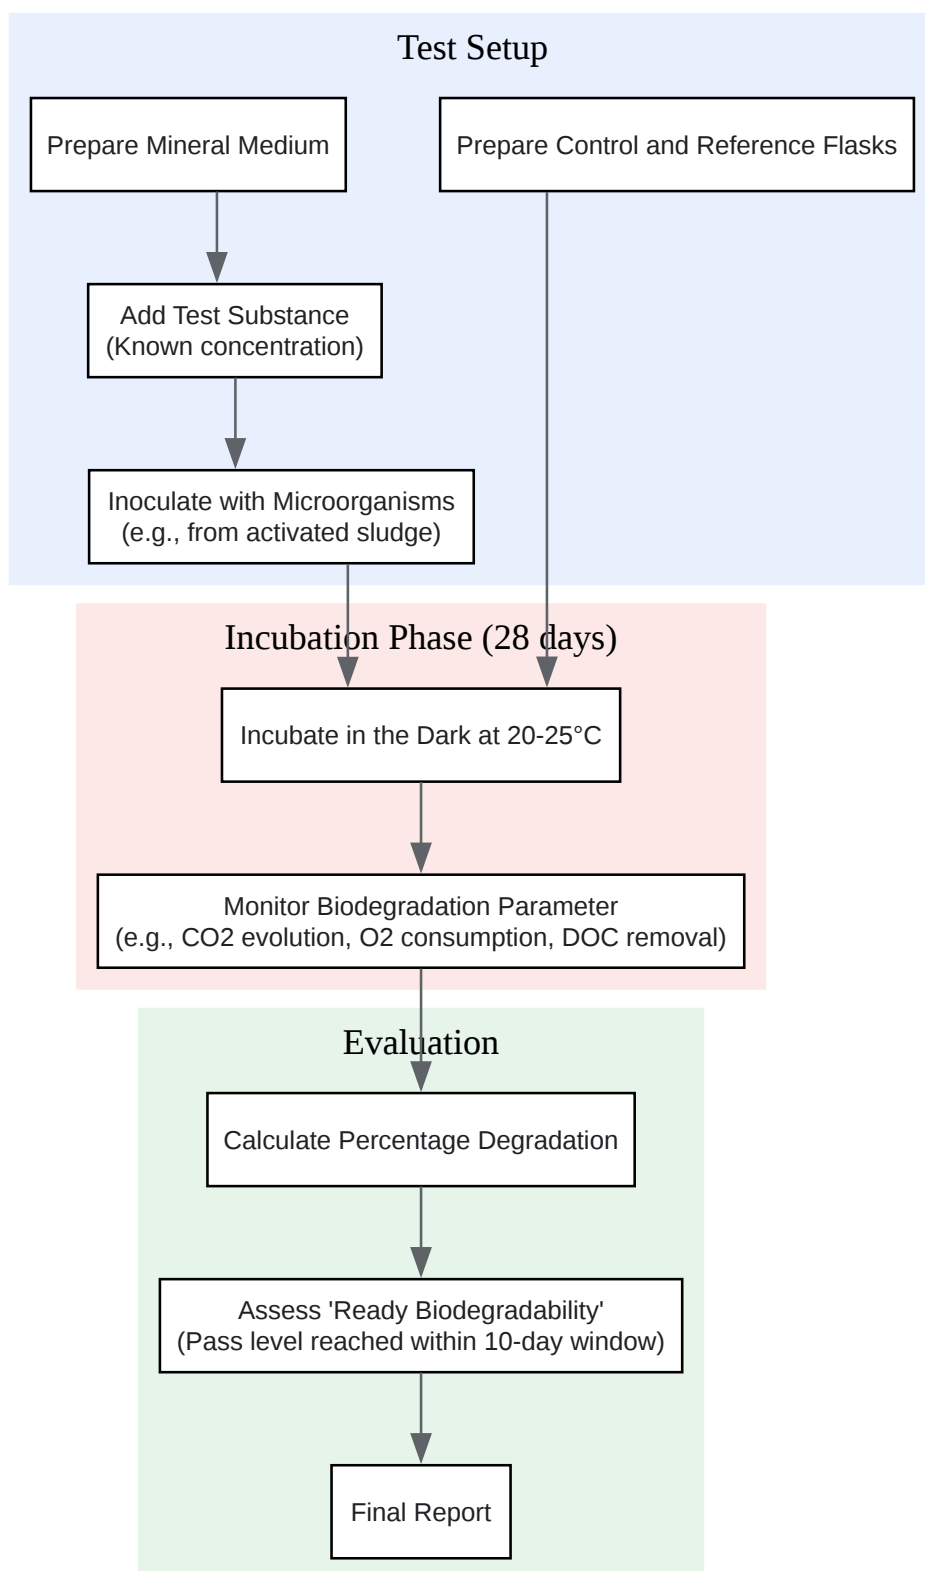 Test Setup
Prepare Mineral Medium
Prepare Control and Reference Flasks
Add Test Substance
(Known concentration)
Inoculate with Microorganisms
(e.g., from activated sludge)
Incubation Phase (28 days)
Incubate in the Dark at 20-25°C
Monitor Biodegradation Parameter
(e.g., CO2 evolution, O2 consumption, DOC removal)
Evaluation
Calculate Percentage Degradation
Assess 'Ready Biodegradability'
(Pass level reached within 10-day window)
Final Report